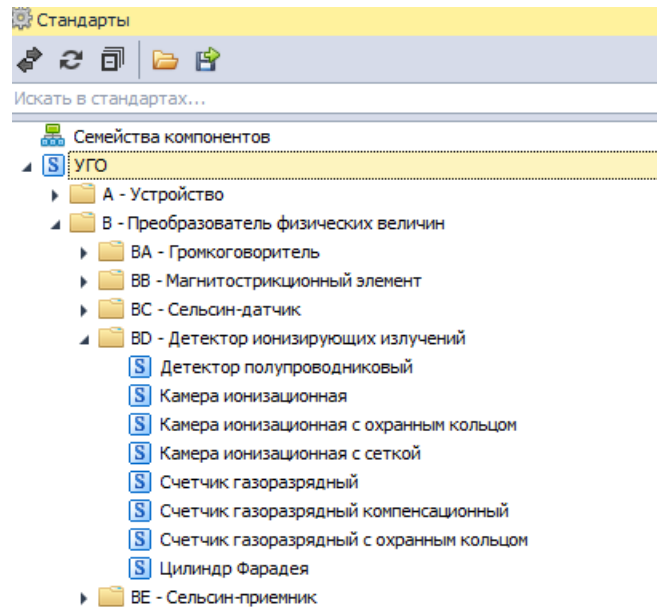 Стандарты
Искать в стандартах...
Семейства компонентов
S УГО
A - Устройство
B - Преобразователь физических величин
BA - Громкоговоритель
BB - Магнитострикционный элемент
BC - Сельсин-датчик
BD - Детектор ионизирующих излучений
S Детектор полупроводниковый
S Камера ионизационная
S Камера ионизационная с охранным кольцом
S Камера ионизационная с сеткой
S Счетчик газоразрядный
S Счетчик газоразрядный компенсационный
S Счетчик газоразрядный с охранным кольцом
S Цилиндр Фарадея
BE - Сельсин-приемник